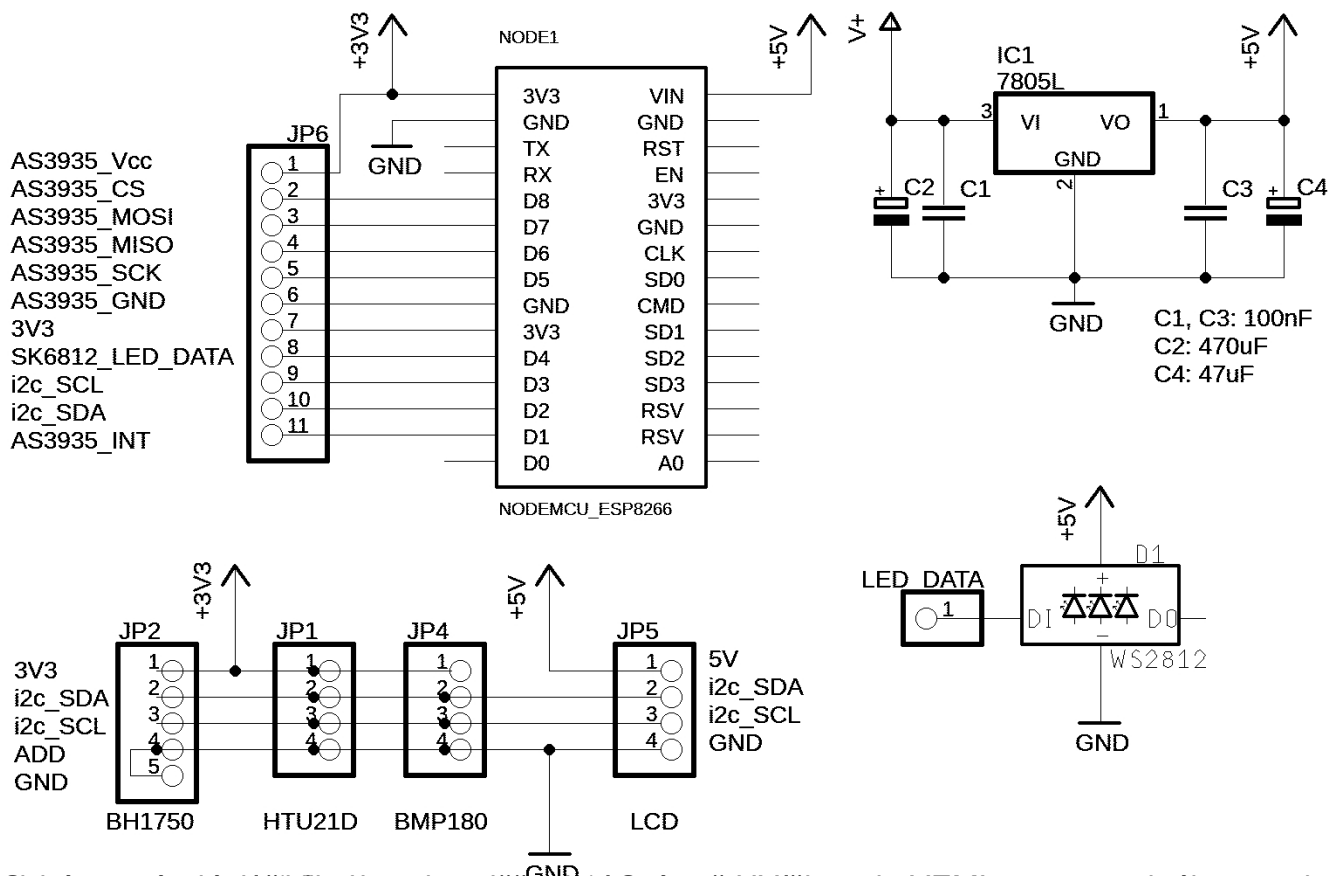 +3V3
NODE1
+5V
3V3 VIN
GND GND
TX RST
RX EN
D8 3V3
D7 GND
D6 CLK
D5 SD0
GND CMD
3V3 SD1
D4 SD2
D3 SD3
D2 RSV
D1 RSV
D0 A0
NODEMCU_ESP8266
GND
JP6
AS3935_Vcc 1
AS3935_CS 2
AS3935_MOSI 3
AS3935_MISO 4
AS3935_SCK 5
AS3935_GND 6
3V3 7
SK6812_LED_DATA 8
i2c_SCL 9
i2c_SDA 10
AS3935_INT 11
V+
IC1
7805L
+5V
3 VI VO 1
GND
2
+ C2 C1 C3 + C4
GND
C1, C3: 100nF
C2: 470uF
C4: 47uF
+5V
D1
LED_DATA
1
DI + - DO
WS2812
GND
+3V3
+5V
JP2 JP1 JP4 JP5
3V3 1 1 1 1 5V
i2c_SDA 2 2 2 2 i2c_SDA
i2c_SCL 3 3 3 3 i2c_SCL
ADD 4 4 4 4 GND
GND 5
BH1750 HTU21D BMP180 LCD
GND